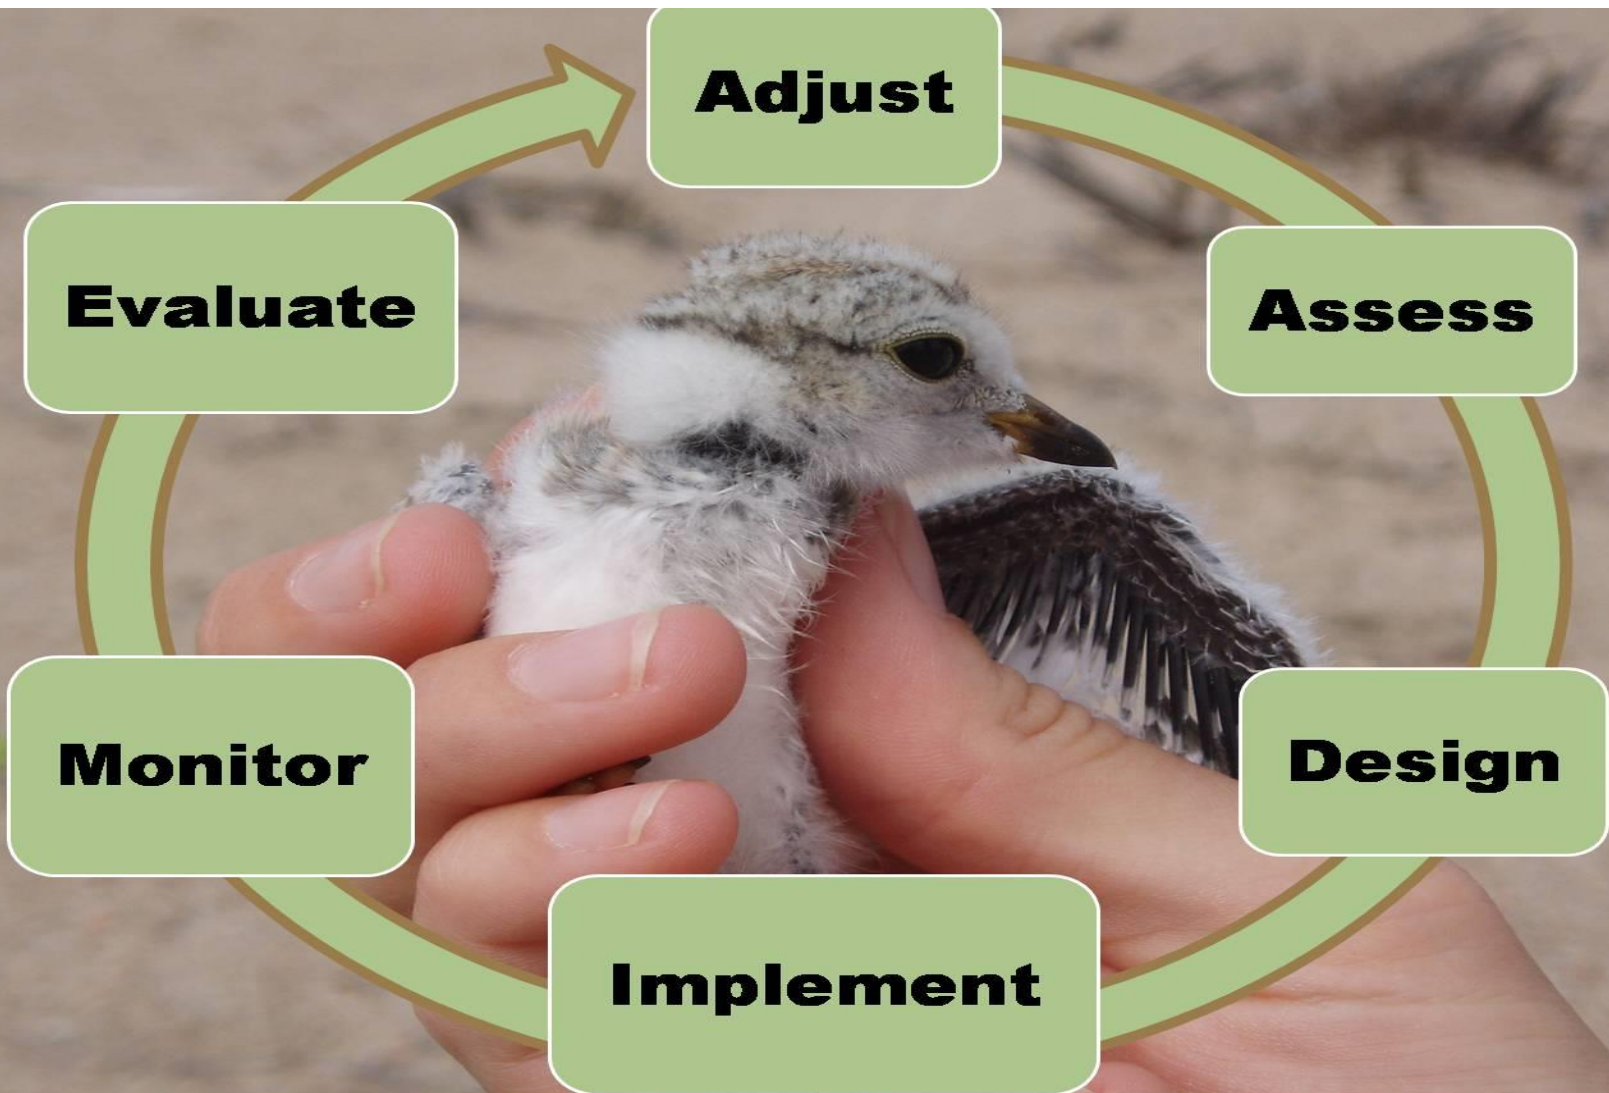 Adjust
Assess
Design
Implement
Monitor
Evaluate